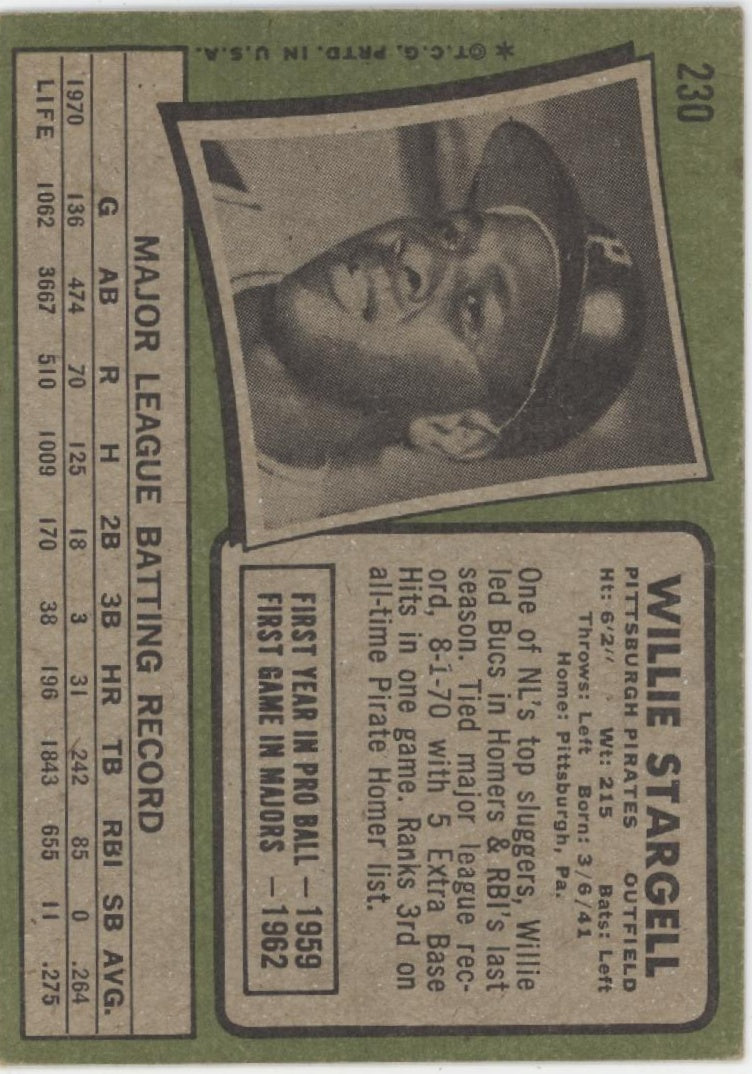 230
WILLIE STARGELL
PITTSBURGH PIRATES OUTFIELD
Ht: 6'2" Wt: 215 Bats: Left
Throws: Left Born: 3/6/41
Home: Pittsburgh, Pa.
One of NL's top sluggers, Willie
led Bucs in Homers & RBI's last
season. Tied major league rec-
ord, 8-1-70 with 5 Extra Base
Hits in one game. Ranks 3rd on
all-time Pirate Homer list.
FIRST YEAR IN PRO BALL — 1959
FIRST GAME IN MAJORS — 1962
P
MAJOR LEAGUE BATTING RECORD
G AB R H 2B 3B HR TB RBI SB AVG.
1970 136 474 70 125 18 3 31 242 85 0 .264
LIFE 1062 3667 510 1009 170 38 196 1843 655 11 .275
* ©T.C.G. PRTD. IN U.S.A.